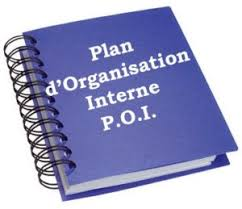 Plan
d'Organisation
Interne
P.O.I.